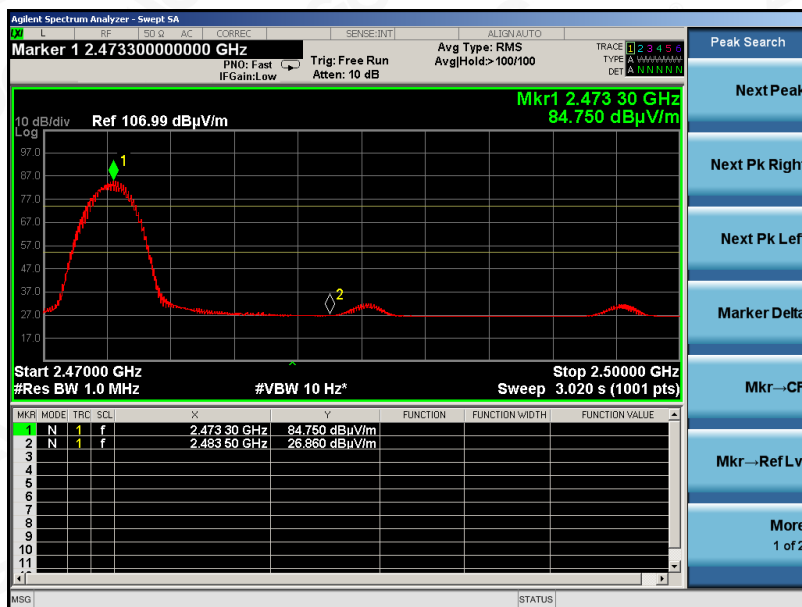 Agilent Spectrum Analyzer - Swept SA
LXI L RF 50 Ω AC CORREC SENSE:INT ALIGN AUTO
Marker 1 2.473300000000 GHz
PNO: Fast
IFGain:Low
Trig: Free Run
Atten: 10 dB
Avg Type: RMS
Avg|Hold:>100/100
TRACE 1 2 3 4 5 6
TYPE A WWWWW
DET A N N N N N
Peak Search
Next Peak
Next Pk Right
Next Pk Left
Marker Delta
Mkr→CF
Mkr→Ref Lv
More
1 of 2
Mkr1 2.473 30 GHz
84.750 dBµV/m
10 dB/div Ref 106.99 dBµV/m
Log
97.0
87.0
77.0
67.0
57.0
47.0
37.0
27.0
17.0
1
2
Start 2.47000 GHz Stop 2.50000 GHz
#Res BW 1.0 MHz #VBW 10 Hz* Sweep 3.020 s (1001 pts)
MKR MODE TRC SCL X Y FUNCTION FUNCTION WIDTH FUNCTION VALUE
1 N 1 f 2.473 30 GHz 84.750 dBµV/m
2 N 1 f 2.483 50 GHz 26.860 dBµV/m
3
4
5
6
7
8
9
10
11
MSG STATUS